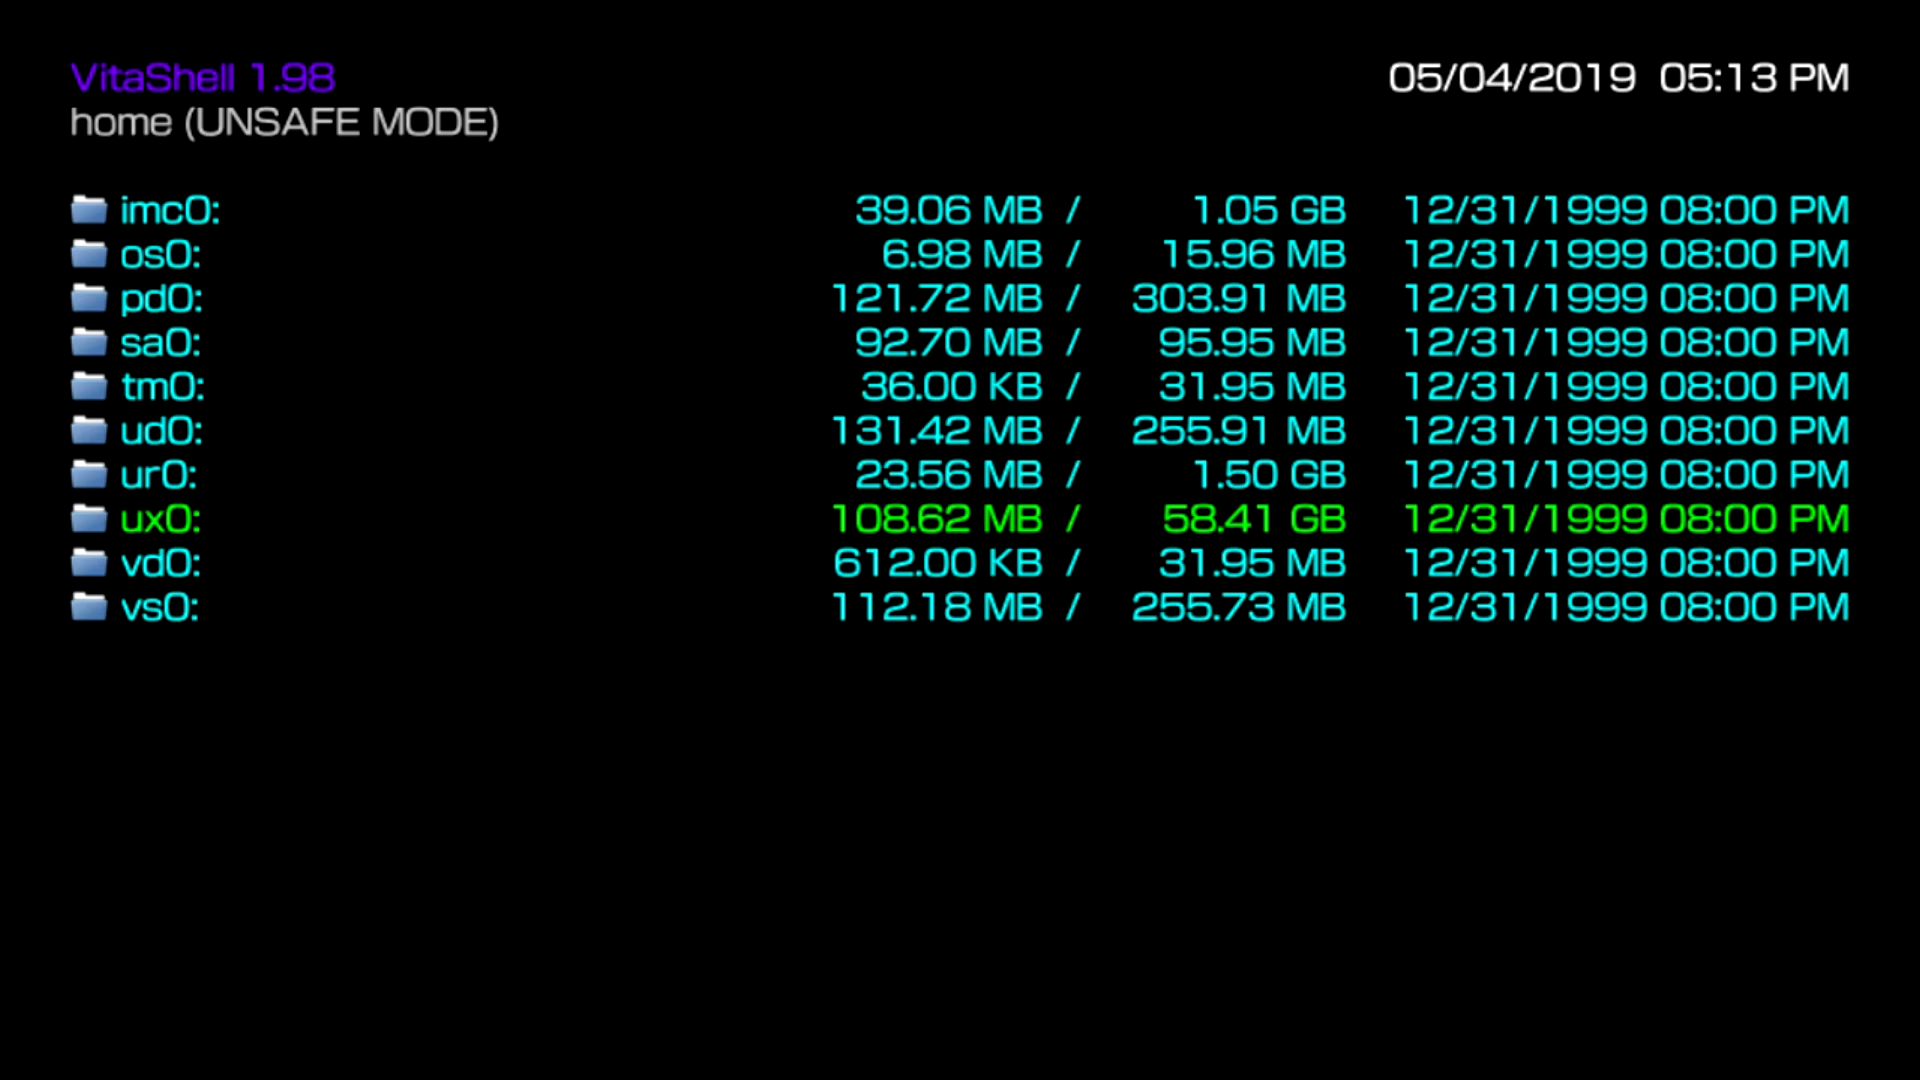 VitaShell 1.98 05/04/2019 05:13 PM
home (UNSAFE MODE)
imc0: 39.06 MB / 1.05 GB 12/31/1999 08:00 PM
os0: 6.98 MB / 15.96 MB 12/31/1999 08:00 PM
pd0: 121.72 MB / 303.91 MB 12/31/1999 08:00 PM
sa0: 92.70 MB / 95.95 MB 12/31/1999 08:00 PM
tm0: 36.00 KB / 31.95 MB 12/31/1999 08:00 PM
ud0: 131.42 MB / 255.91 MB 12/31/1999 08:00 PM
ur0: 23.56 MB / 1.50 GB 12/31/1999 08:00 PM
ux0: 108.62 MB / 58.41 GB 12/31/1999 08:00 PM
vd0: 612.00 KB / 31.95 MB 12/31/1999 08:00 PM
vs0: 112.18 MB / 255.73 MB 12/31/1999 08:00 PM